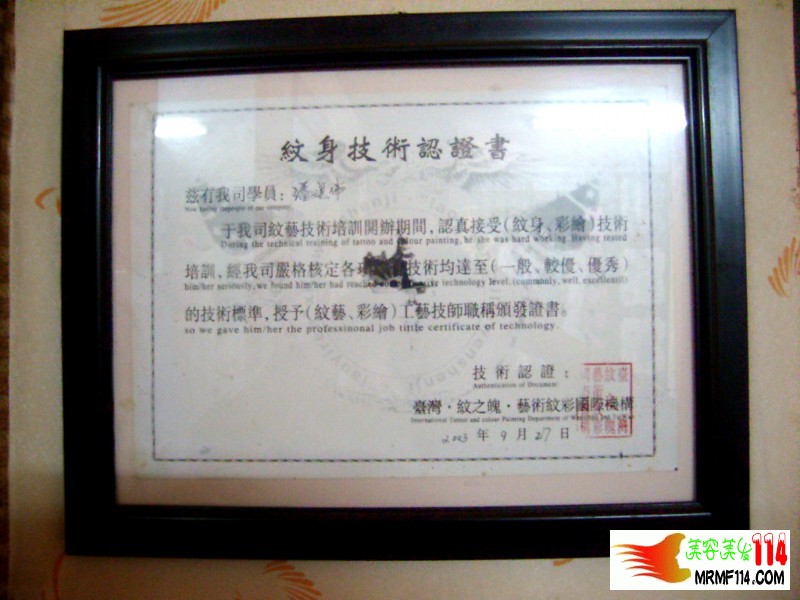 紋身技術認證書
兹有我司學員:
Now having
于我司紋藝技術培訓開辦期間,認真接受(紋身、彩繪)技術
During the technical training of tattoo and colour painting, he she was hard working. Having tested
培訓,經我司嚴格核定各 技術均達至(一般、較優、優秀)
him/her seriously, we found him/her had reached technology level, (commonly, well, excellentll)
的技術標準,授予(紋藝、彩繪)工藝技師職稱頒發證書。
so we gave him/her the professinonal job tittle certificate of technology.
技術認證:
Authentication of Document
臺灣·紋之魄·藝術紋彩國際機構
International Tattoo and colour Painting Department of
2003 年 9 月 27 日
美容美发114
MRMF114.COM